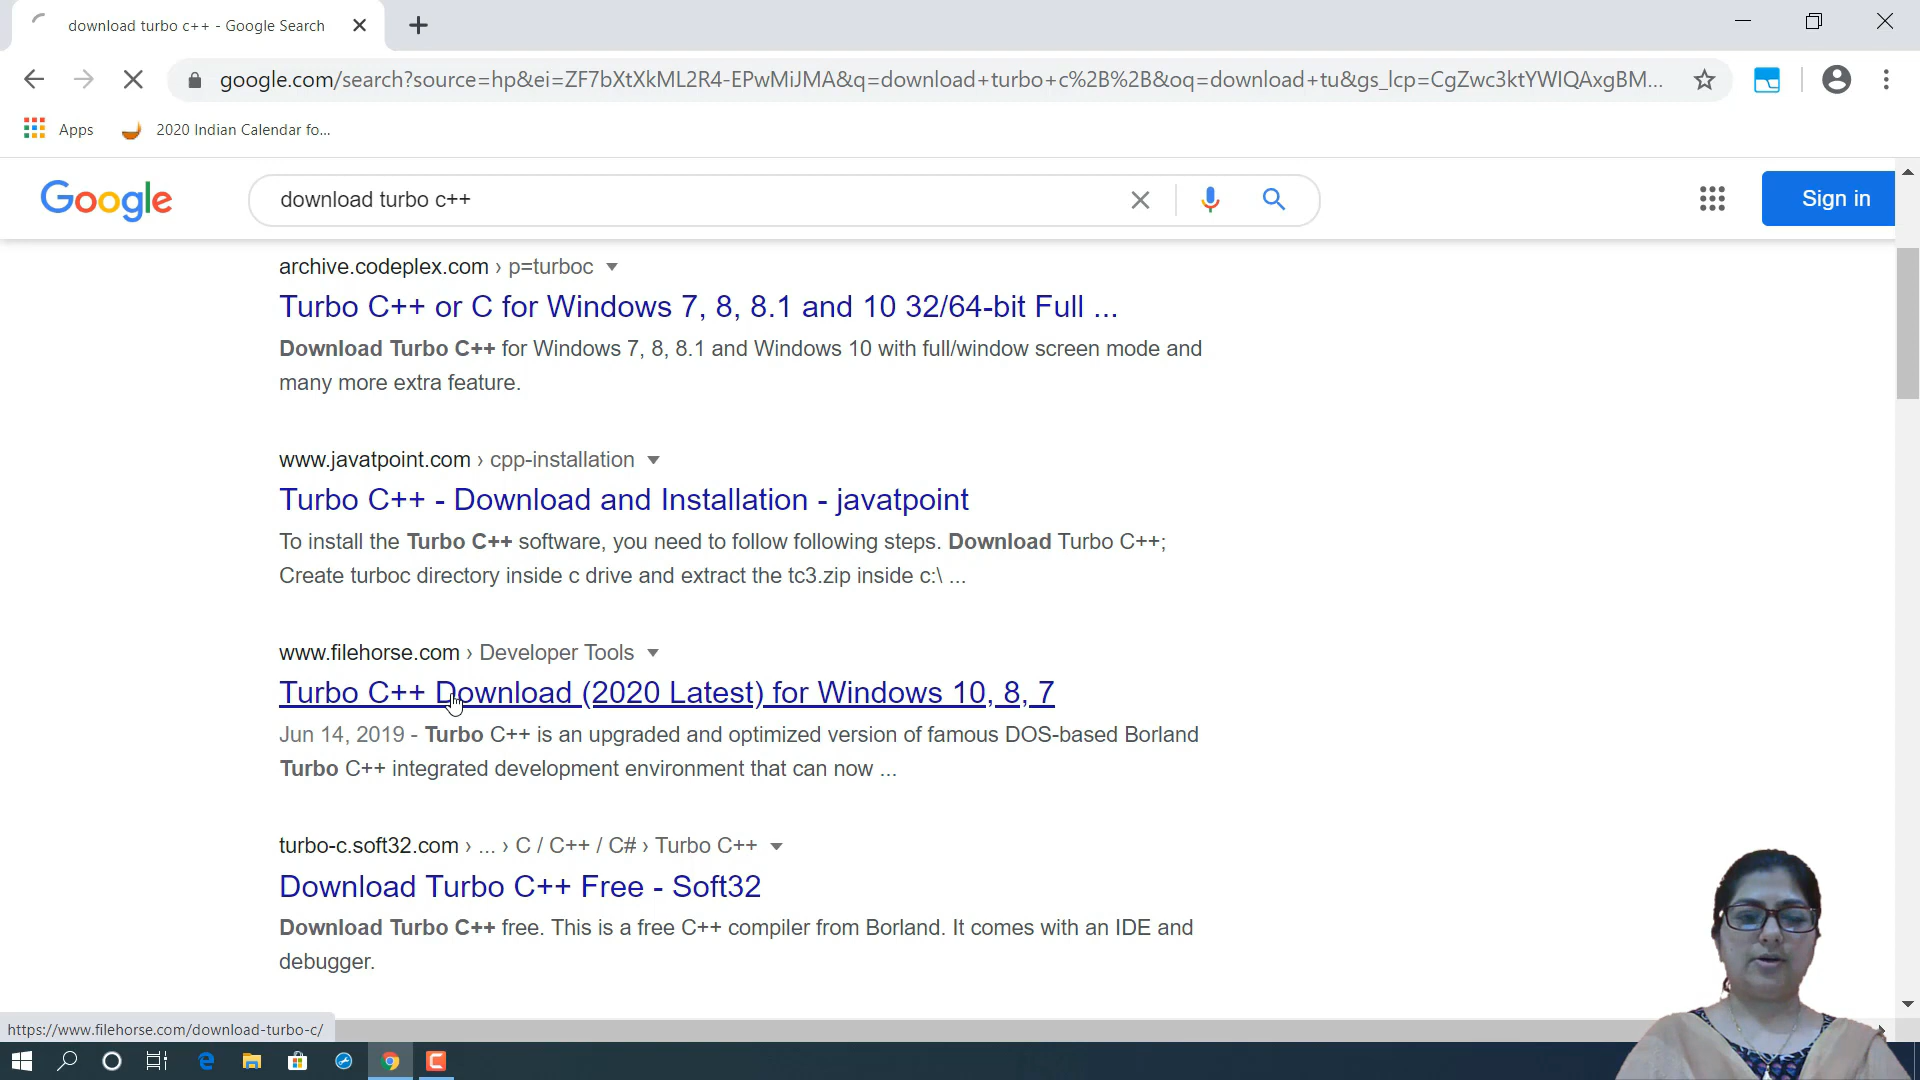 download turbo c++ - Google Search
google.com/search?source=hp&ei=ZF7bXtXkML2R4-EPwMiJMA&q=download+turbo+c%2B%2B&oq=download+tu&gs_lcp=CgZwc3ktYWIQAxgBM...
Apps
2020 Indian Calendar fo...
Google
download turbo c++
Sign in
archive.codeplex.com › p=turboc
Turbo C++ or C for Windows 7, 8, 8.1 and 10 32/64-bit Full ...
Download Turbo C++ for Windows 7, 8, 8.1 and Windows 10 with full/window screen mode and
many more extra feature.
www.javatpoint.com › cpp-installation
Turbo C++ - Download and Installation - javatpoint
To install the Turbo C++ software, you need to follow following steps. Download Turbo C++;
Create turboc directory inside c drive and extract the tc3.zip inside c:\ ...
www.filehorse.com › Developer Tools
Turbo C++ Download (2020 Latest) for Windows 10, 8, 7
Jun 14, 2019 - Turbo C++ is an upgraded and optimized version of famous DOS-based Borland
Turbo C++ integrated development environment that can now ...
turbo-c.soft32.com › ... › C / C++ / C# › Turbo C++
Download Turbo C++ Free - Soft32
Download Turbo C++ free. This is a free C++ compiler from Borland. It comes with an IDE and
debugger.
https://www.filehorse.com/download-turbo-c/